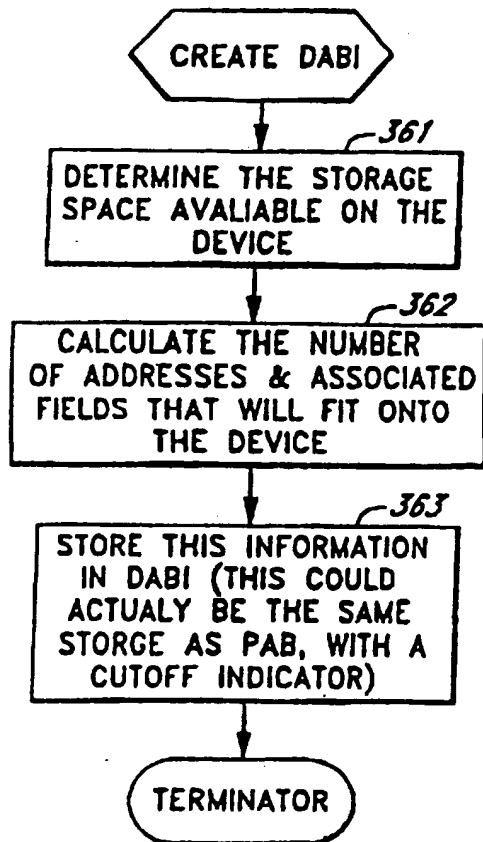 CREATE DABI
361
DETERMINE THE STORAGE
SPACE AVALIABLE ON THE
DEVICE
362
CALCULATE THE NUMBER
OF ADDRESSES & ASSOCIATED
FIELDS THAT WILL FIT ONTO
THE DEVICE
363
STORE THIS INFORMATION
IN DABI (THIS COULD
ACTUALY BE THE SAME
STORGE AS PAB, WITH A
CUTOFF INDICATOR)
TERMINATOR